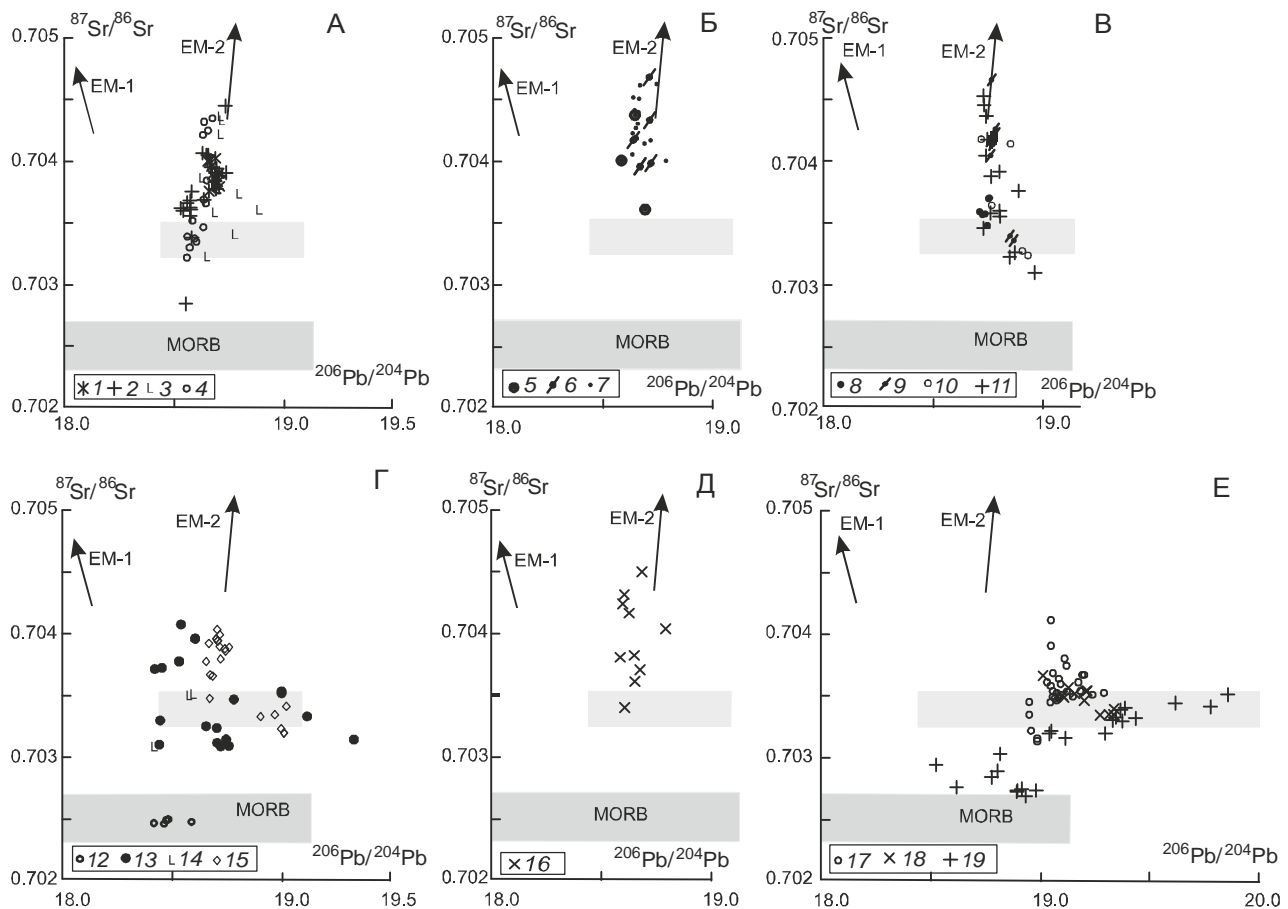 ⁸⁷Sr/⁸⁶Sr
А
0.705
EM-2
EM-1
0.704
0.703
MORB
1 2 3 4
²⁰⁶Pb/²⁰⁴Pb
0.702
18.0 19.0 19.5
⁸⁷Sr/⁸⁶Sr
Б
0.705
EM-2
EM-1
0.704
0.703
MORB
5 6 7
²⁰⁶Pb/²⁰⁴Pb
0.702
18.0 19.0
⁸⁷Sr/⁸⁶Sr
В
0.705
EM-2
EM-1
0.704
0.703
MORB
8 9 10 11
²⁰⁶Pb/²⁰⁴Pb
0.702
18.0 19.0
⁸⁷Sr/⁸⁶Sr
Г
0.705
EM-2
EM-1
0.704
0.703
MORB
12 13 L 14 15
²⁰⁶Pb/²⁰⁴Pb
0.702
18.0 19.0 19.5
⁸⁷Sr/⁸⁶Sr
Д
0.705
EM-2
EM-1
0.704
0.703
MORB
16
²⁰⁶Pb/²⁰⁴Pb
0.702
18.0 19.0
⁸⁷Sr/⁸⁶Sr
Е
0.705
EM-1
EM-2
0.704
0.703
MORB
17 18 19
²⁰⁶Pb/²⁰⁴Pb
0.702
18.0 19.0 20.0